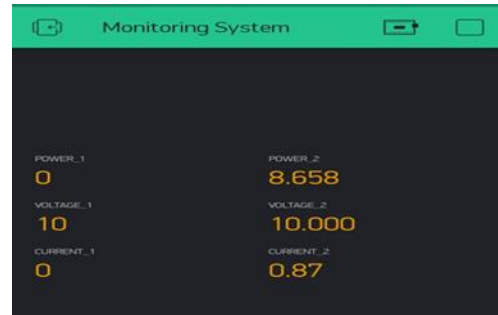 Monitoring System
POWER_1 POWER_2
0 8.658
VOLTAGE_1 VOLTAGE_2
10 10.000
CURRENT_1 CURRENT_2
0 0.87